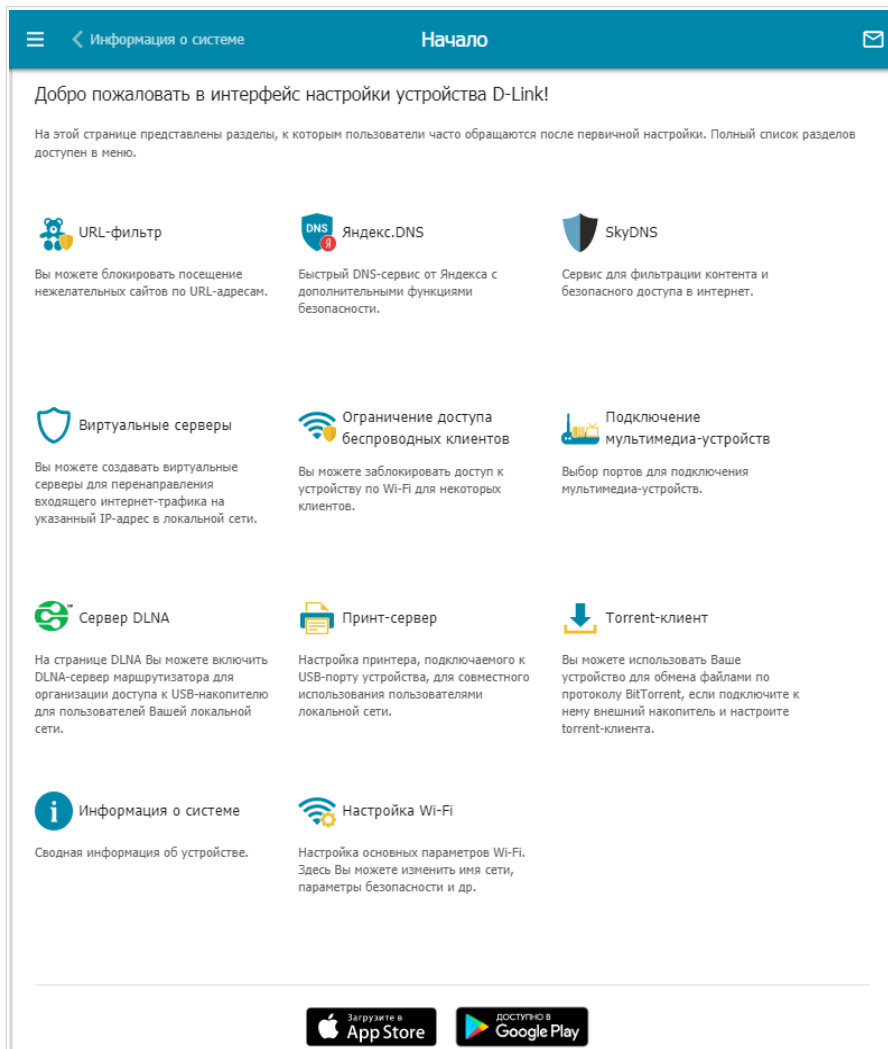 Информация о системе
Начало
Добро пожаловать в интерфейс настройки устройства D-Link!
На этой странице представлены разделы, к которым пользователи часто обращаются после первичной настройки. Полный список разделов
доступен в меню.
URL-фильтр
Вы можете блокировать посещение
нежелательных сайтов по URL-адресам.
DNS
Я
Яндекс.DNS
Быстрый DNS-сервис от Яндекса с
дополнительными функциями
безопасности.
SkyDNS
Сервис для фильтрации контента и
безопасного доступа в интернет.
Виртуальные серверы
Вы можете создавать виртуальные
серверы для перенаправления
входящего интернет-трафика на
указанный IP-адрес в локальной сети.
Ограничение доступа
беспроводных клиентов
Вы можете заблокировать доступ к
устройству по Wi-Fi для некоторых
клиентов.
Подключение
мультимедиа-устройств
Выбор портов для подключения
мультимедиа-устройств.
Сервер DLNA
На странице DLNA Вы можете включить
DLNA-сервер маршрутизатора для
организации доступа к USB-накопителю
для пользователей Вашей локальной
сети.
Принт-сервер
Настройка принтера, подключаемого к
USB-порту устройства, для совместного
использования пользователями
локальной сети.
Torrent-клиент
Вы можете использовать Ваше
устройство для обмена файлами по
протоколу BitTorrent, если подключите к
нему внешний накопитель и настроите
torrent-клиента.
Информация о системе
Сводная информация об устройстве.
Настройка Wi-Fi
Настройка основных параметров Wi-Fi.
Здесь Вы можете изменить имя сети,
параметры безопасности и др.
Загрузите в
App Store
ДОСТУПНО В
Google Play